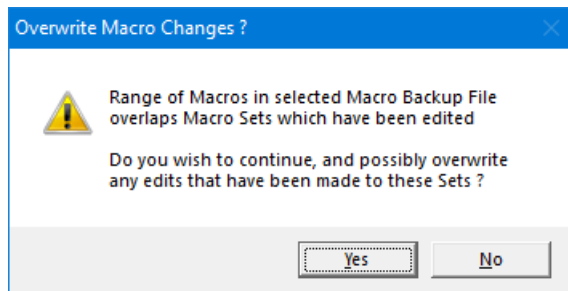 Overwrite Macro Changes ?
Range of Macros in selected Macro Backup File
overlaps Macro Sets which have been edited
Do you wish to continue, and possibly overwrite
any edits that have been made to these Sets ?
Yes
No